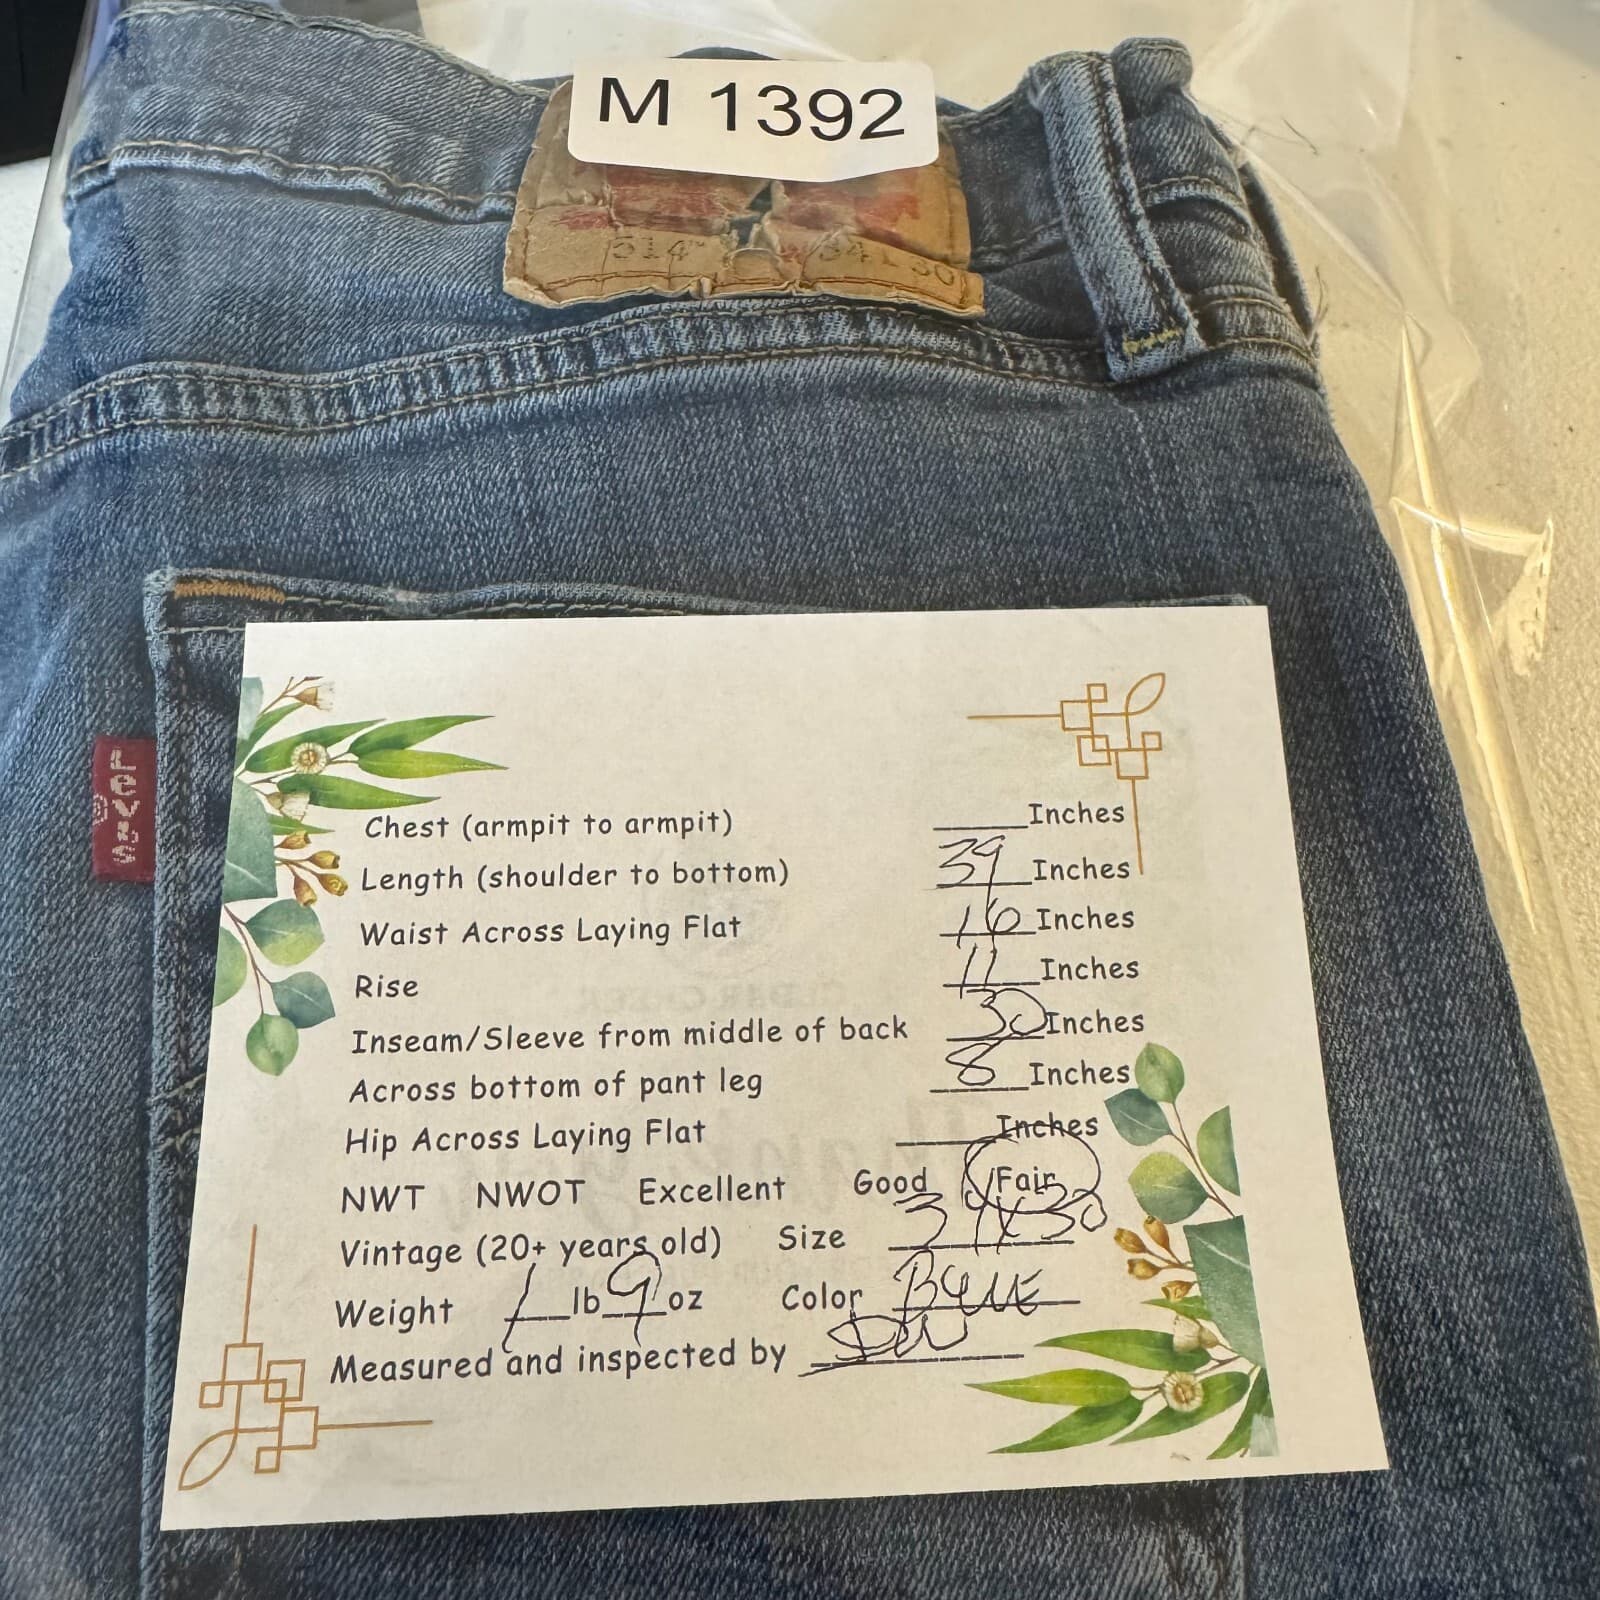 M 1392
514™ 34 L 30
Levi's
®
Chest (armpit to armpit) ____Inches
Length (shoulder to bottom) 39 Inches
Waist Across Laying Flat 16 Inches
Rise 11 Inches
Inseam/Sleeve from middle of back 30 Inches
Across bottom of pant leg 8 Inches
Hip Across Laying Flat ____Inches
NWT NWOT Excellent Good Fair
Vintage (20+ years old) Size 34X30
Weight 1 lb 9 oz Color BLUE
Measured and inspected by